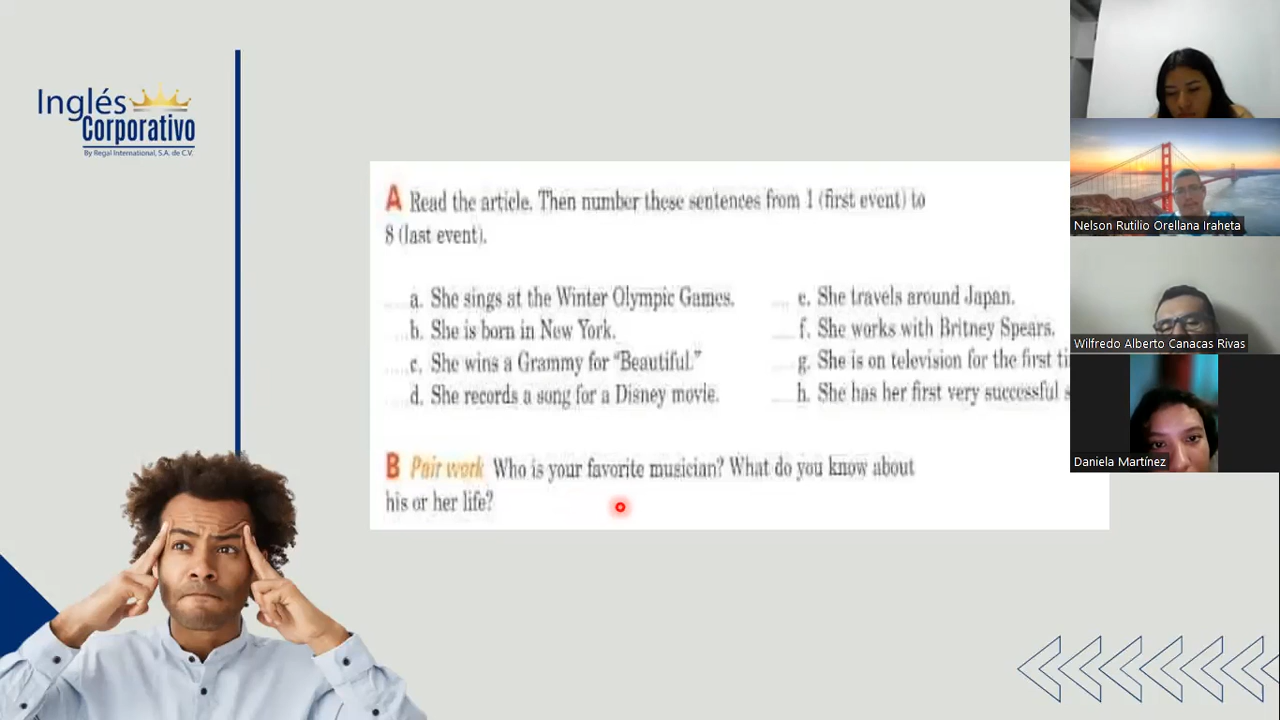 Inglés
Corporativo
By Regal International, S.A. de C.V.
A Read the article. Then number these sentences from 1 (first event) to
8 (last event).
a. She sings at the Winter Olympic Games.
b. She is born in New York.
c. She wins a Grammy for "Beautiful."
d. She records a song for a Disney movie.
e. She travels around Japan.
f. She works with Britney Spears.
g. She is on television for the first
h. She has her first very successful
B Pair work Who is your favorite musician? What do you know about
his or her life?
Nelson Rutilio Orellana Iraheta
Wilfredo Alberto Canacas Rivas
Daniela Martínez